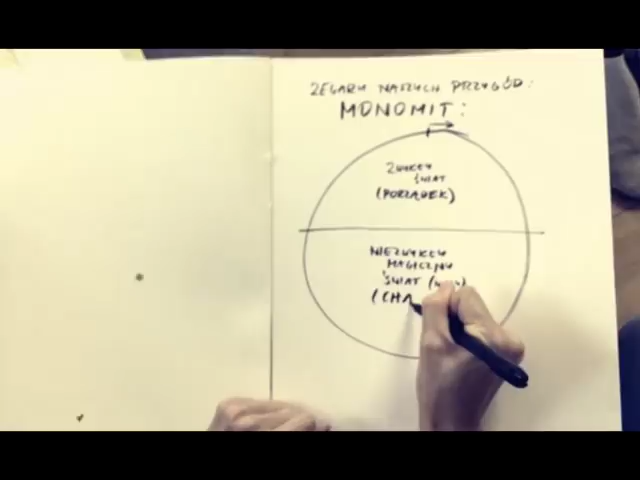 ZEGARY NASZYCH PRZYGÓD:
MONOMIT:
ZWYKŁY
ŚWIAT
(PORZĄDEK)
NIEZWYKŁY
MAGICZNY
ŚWIAT
(CHA